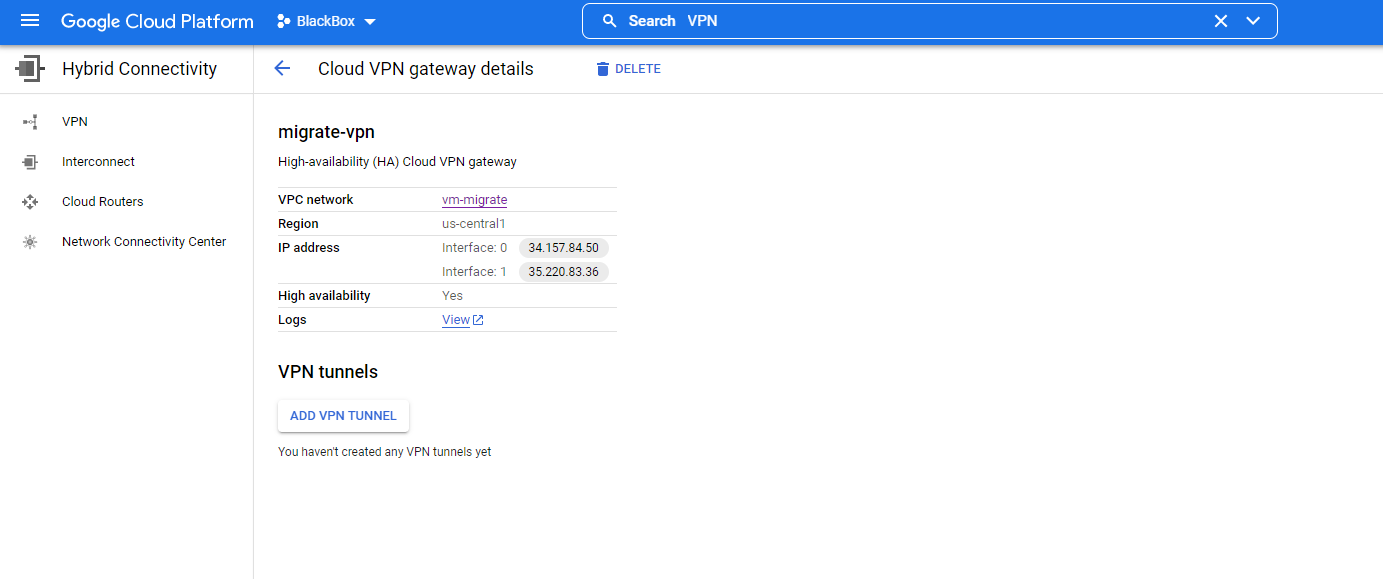 Google Cloud Platform BlackBox Search VPN
Hybrid Connectivity
Cloud VPN gateway details DELETE
VPN
Interconnect
Cloud Routers
Network Connectivity Center
migrate-vpn
High-availability (HA) Cloud VPN gateway
VPC network vm-migrate
Region us-central1
IP address Interface: 0 34.157.84.50
Interface: 1 35.220.83.36
High availability Yes
Logs View
VPN tunnels
ADD VPN TUNNEL
You haven't created any VPN tunnels yet